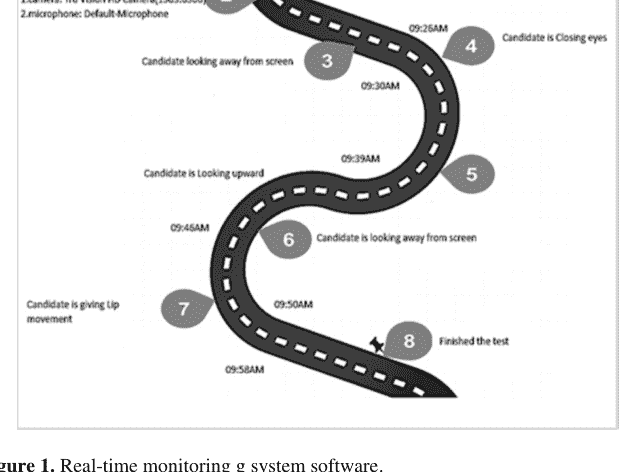 2.microphone: Default-Microphone
09:26AM
4
Candidate is Closing eyes
Candidate looking away from screen
3
09:30AM
09:39AM
Candidate is Looking upward
5
09:46AM
6
Candidate is looking away from screen
Candidate is giving Lip
movement
7
09:50AM
8
Finished the test
09:58AM
gure 1. Real-time monitoring g system software.